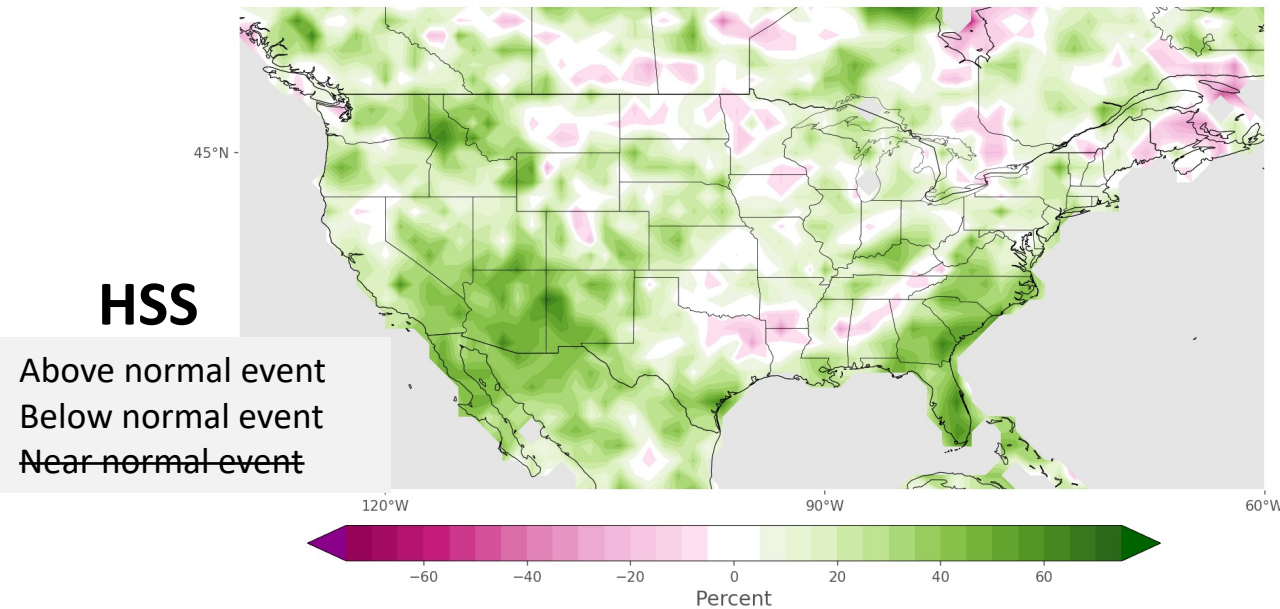 45°N
HSS
Above normal event
Below normal event
Near normal event
120°W 90°W 60°W
−60 −40 −20 0 20 40 60
Percent